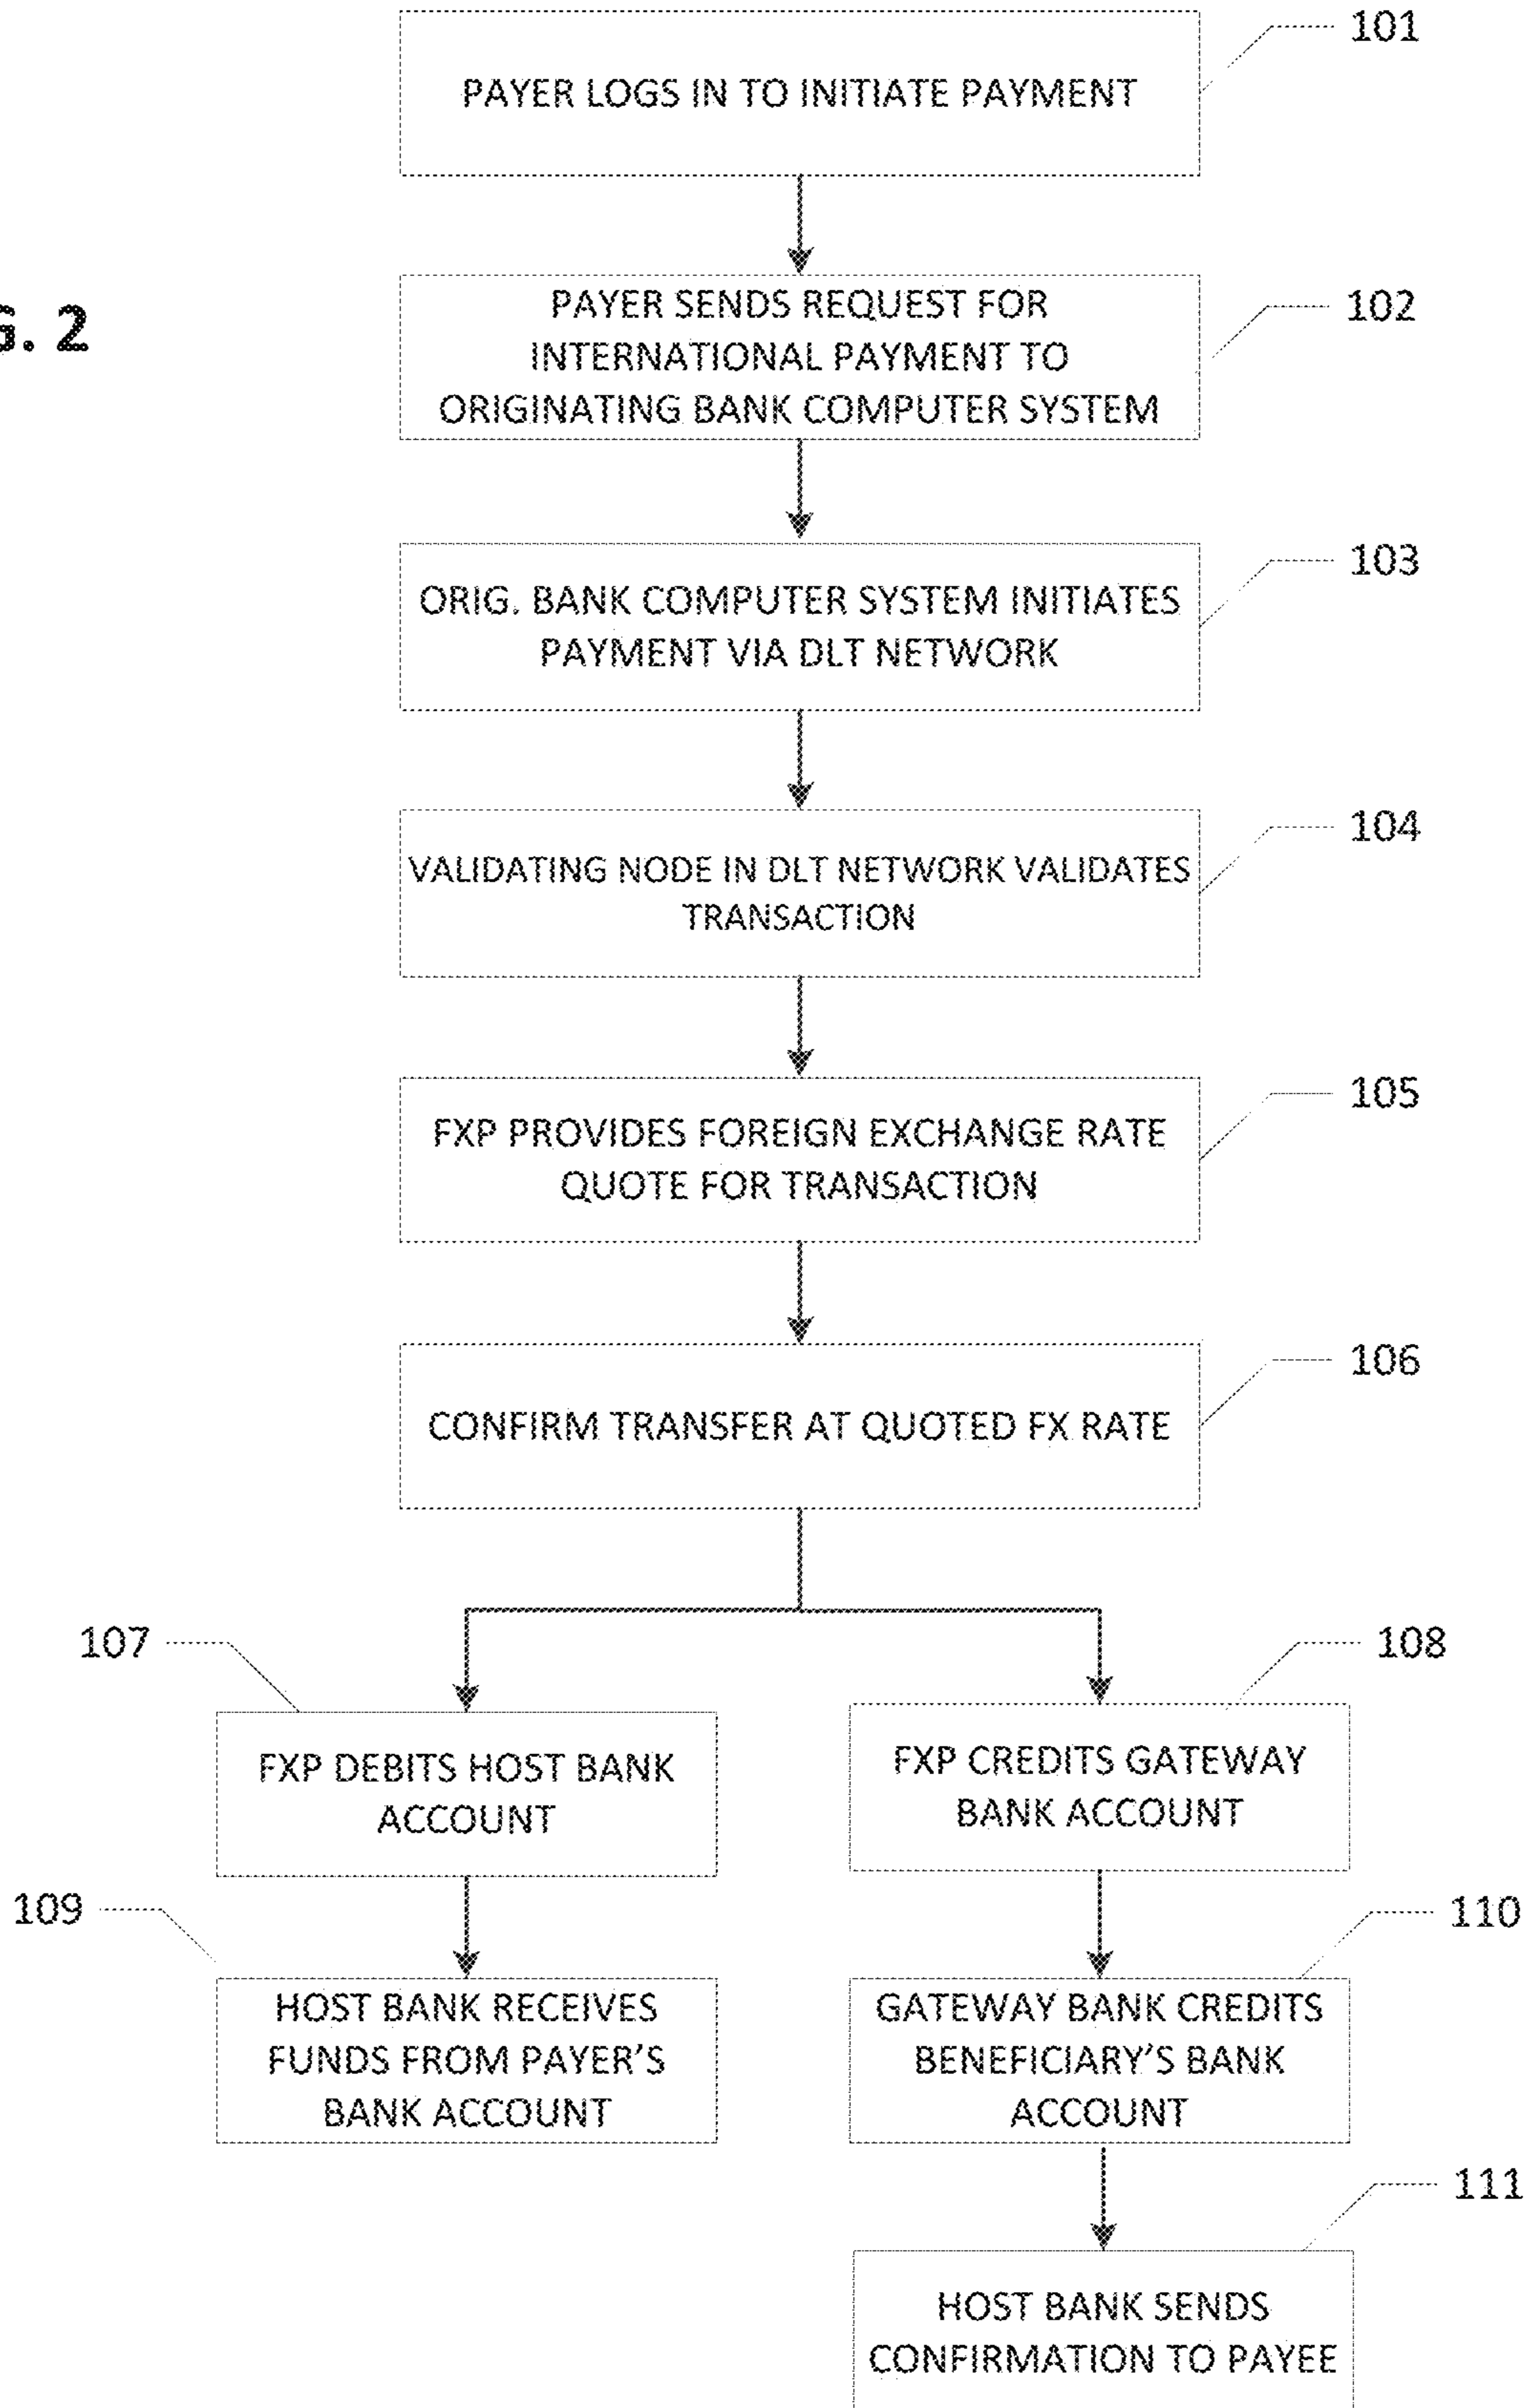 101
PAYER LOGS IN TO INITIATE PAYMENT
102
PAYER SENDS REQUEST FOR
INTERNATIONAL PAYMENT TO
ORIGINATING BANK COMPUTER SYSTEM
G. 2
103
ORIG. BANK COMPUTER SYSTEM INITIATES
PAYMENT VIA DLT NETWORK
104
VALIDATING NODE IN DLT NETWORK VALIDATES
TRANSACTION
105
FXP PROVIDES FOREIGN EXCHANGE RATE
QUOTE FOR TRANSACTION
106
CONFIRM TRANSFER AT QUOTED FX RATE
107
FXP DEBITS HOST BANK
ACCOUNT
108
FXP CREDITS GATEWAY
BANK ACCOUNT
109
HOST BANK RECEIVES
FUNDS FROM PAYER'S
BANK ACCOUNT
110
GATEWAY BANK CREDITS
BENEFICIARY'S BANK
ACCOUNT
111
HOST BANK SENDS
CONFIRMATION TO PAYEE